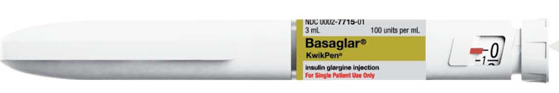 NDC 0002-7715-01
3 mL 100 units per mL
Basaglar®
KwikPen®
insulin glargine injection
For Single Patient Use Only
0